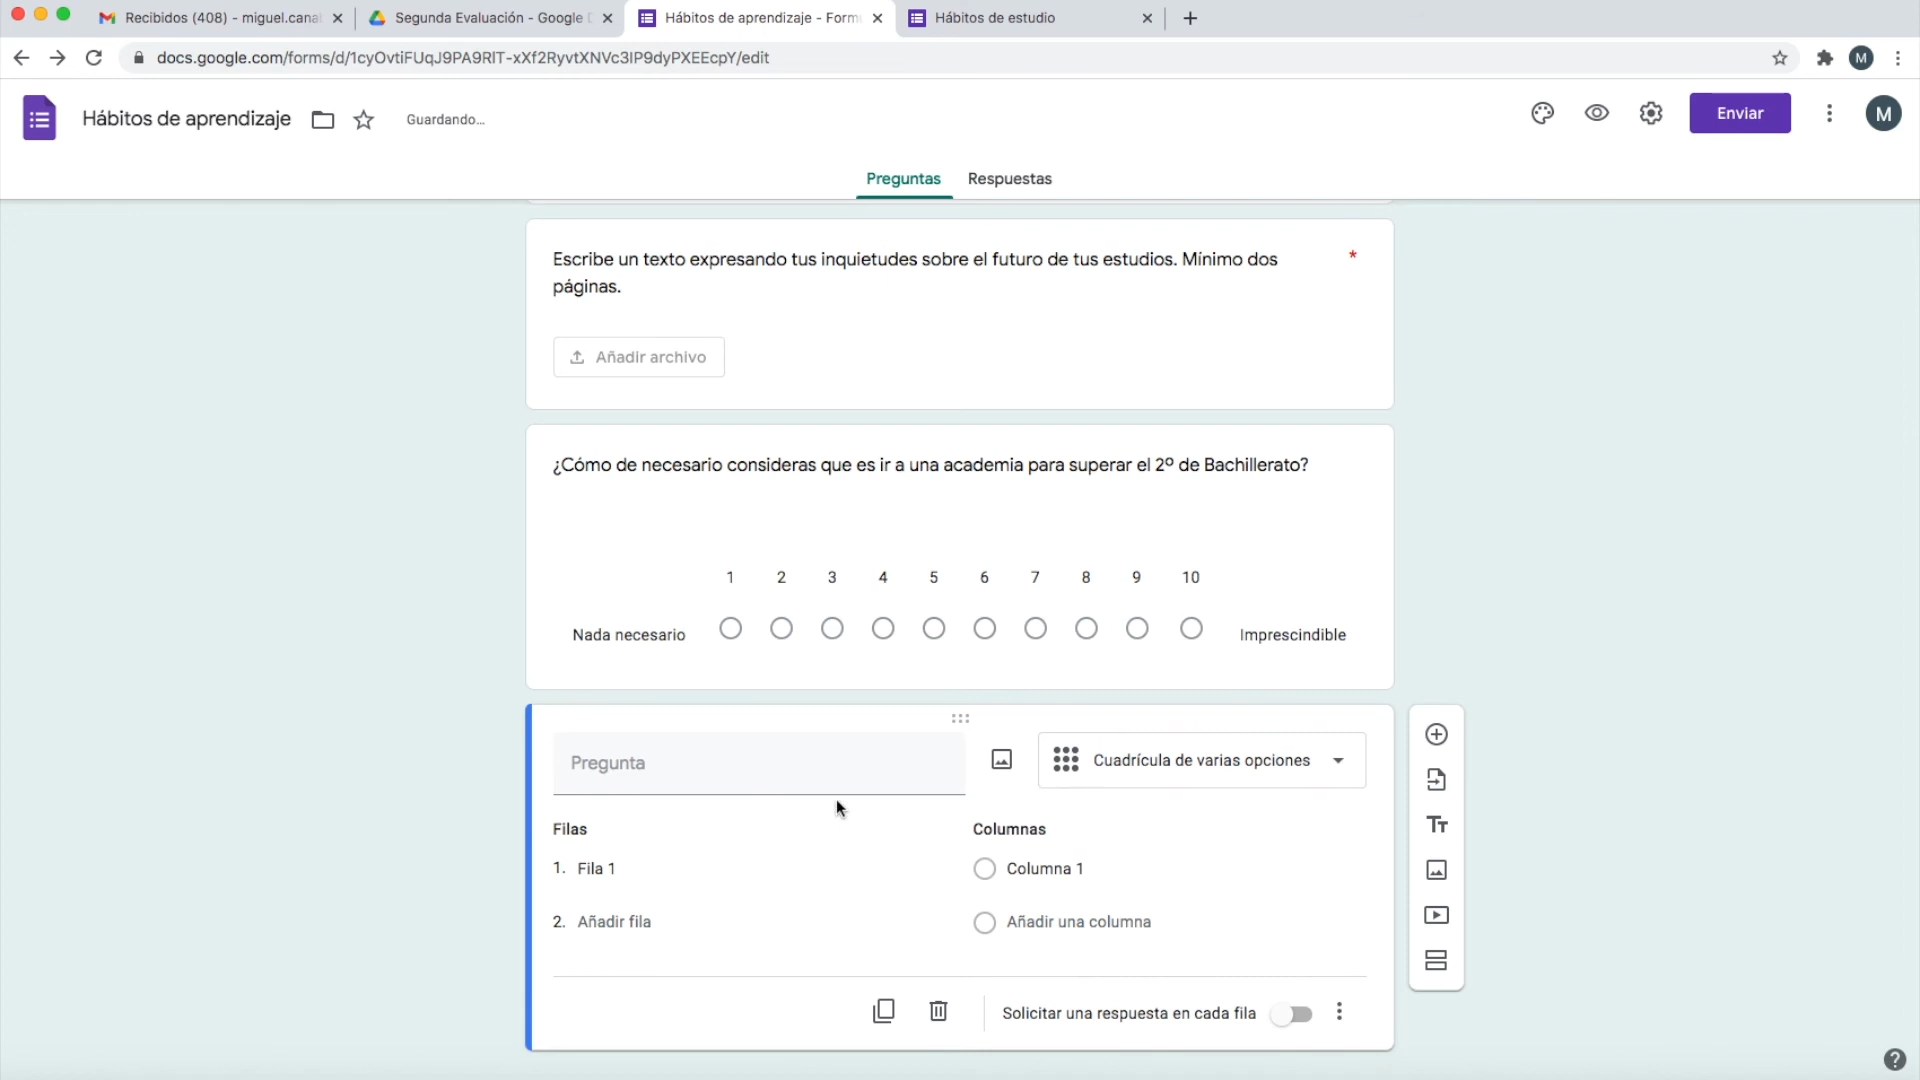 Recibidos (408) - miguel.cana
Segunda Evaluación - Google D
Hábitos de aprendizaje - Form
Hábitos de estudio
docs.google.com/forms/d/1cyOvtiFUqJ9PA9RlT-xXf2RyvtXNVc3IP9dyPXEEcpY/edit
M
Hábitos de aprendizaje
Guardando...
Enviar
M
Preguntas
Respuestas
Escribe un texto expresando tus inquietudes sobre el futuro de tus estudios. Mínimo dos *
páginas.
Añadir archivo
¿Cómo de necesario consideras que es ir a una academia para superar el 2º de Bachillerato?
1 2 3 4 5 6 7 8 9 10
Nada necesario
Imprescindible
Pregunta
Cuadrícula de varias opciones
Filas
Columnas
1. Fila 1
Columna 1
2. Añadir fila
Añadir una columna
Solicitar una respuesta en cada fila
Tт
?